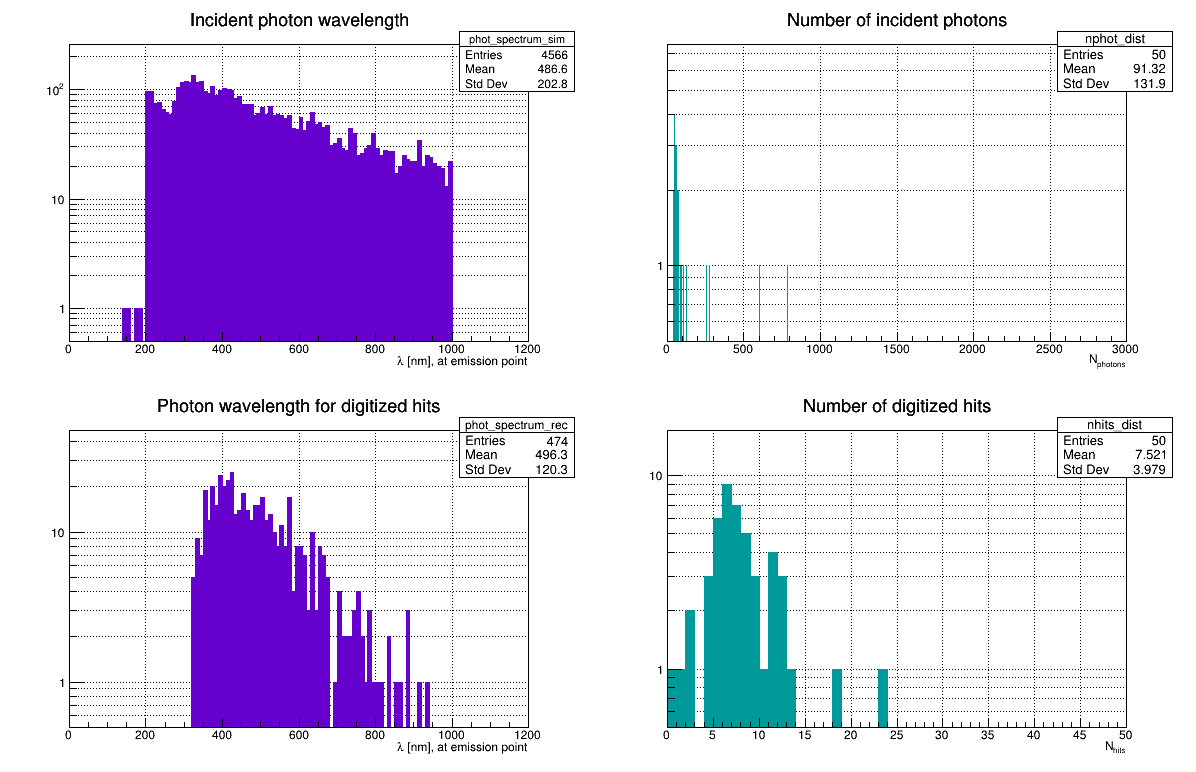 Incident photon wavelength
phot_spectrum_sim
Entries 4566
Mean 486.6
Std Dev 202.8
10²
10
1
0 200 400 600 800 1000 1200
λ [nm], at emission point
Number of incident photons
nphot_dist
Entries 50
Mean 91.32
Std Dev 131.9
1
0 500 1000 1500 2000 2500 3000
Nphotons
Photon wavelength for digitized hits
phot_spectrum_rec
Entries 474
Mean 496.3
Std Dev 120.3
10
1
0 200 400 600 800 1000 1200
λ [nm], at emission point
Number of digitized hits
nhits_dist
Entries 50
Mean 7.521
Std Dev 3.979
10
1
0 5 10 15 20 25 30 35 40 45 50
Nhits